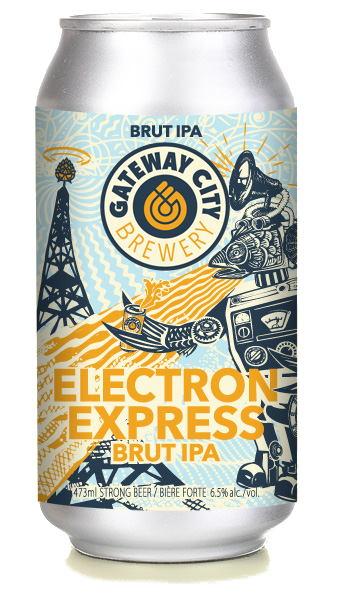 BRUT IPA
GATEWAY CITY
BREWERY
ELECTRON
EXPRESS
BRUT IPA
473ml STRONG BEER / BIÈRE FORTE 6.5% alc./vol.